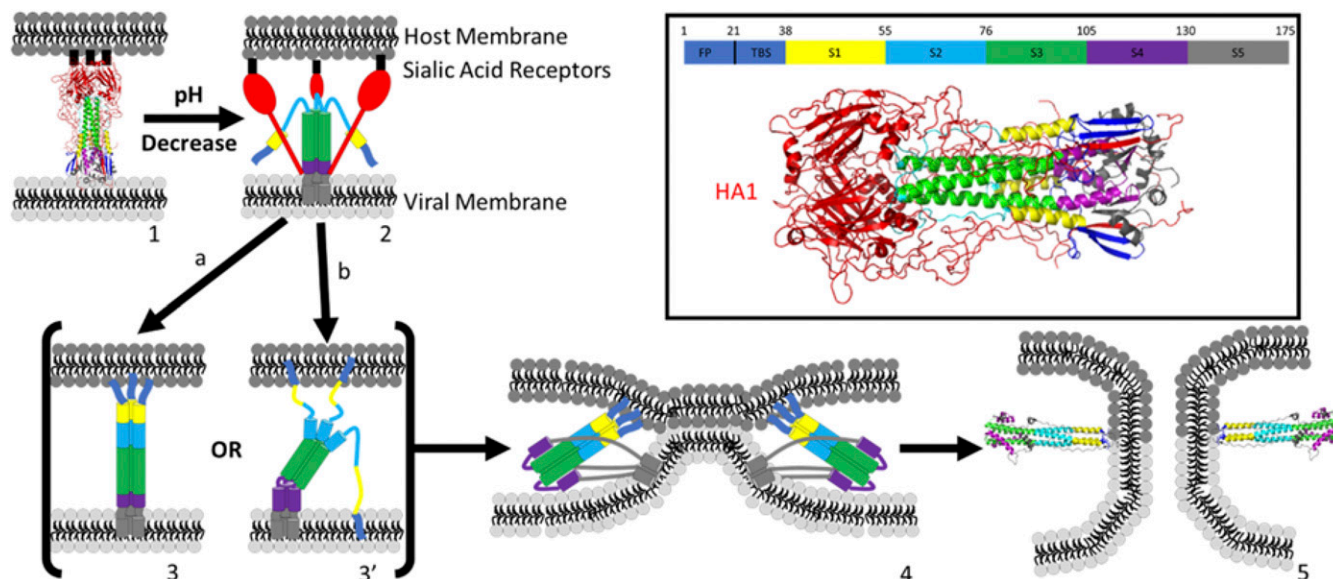 Host Membrane
Sialic Acid Receptors
pH
Decrease
Viral Membrane
1
2
a
b
1 21 38 55 76 105 130 175
FP TBS S1 S2 S3 S4 S5
HA1
OR
3
3'
4
5